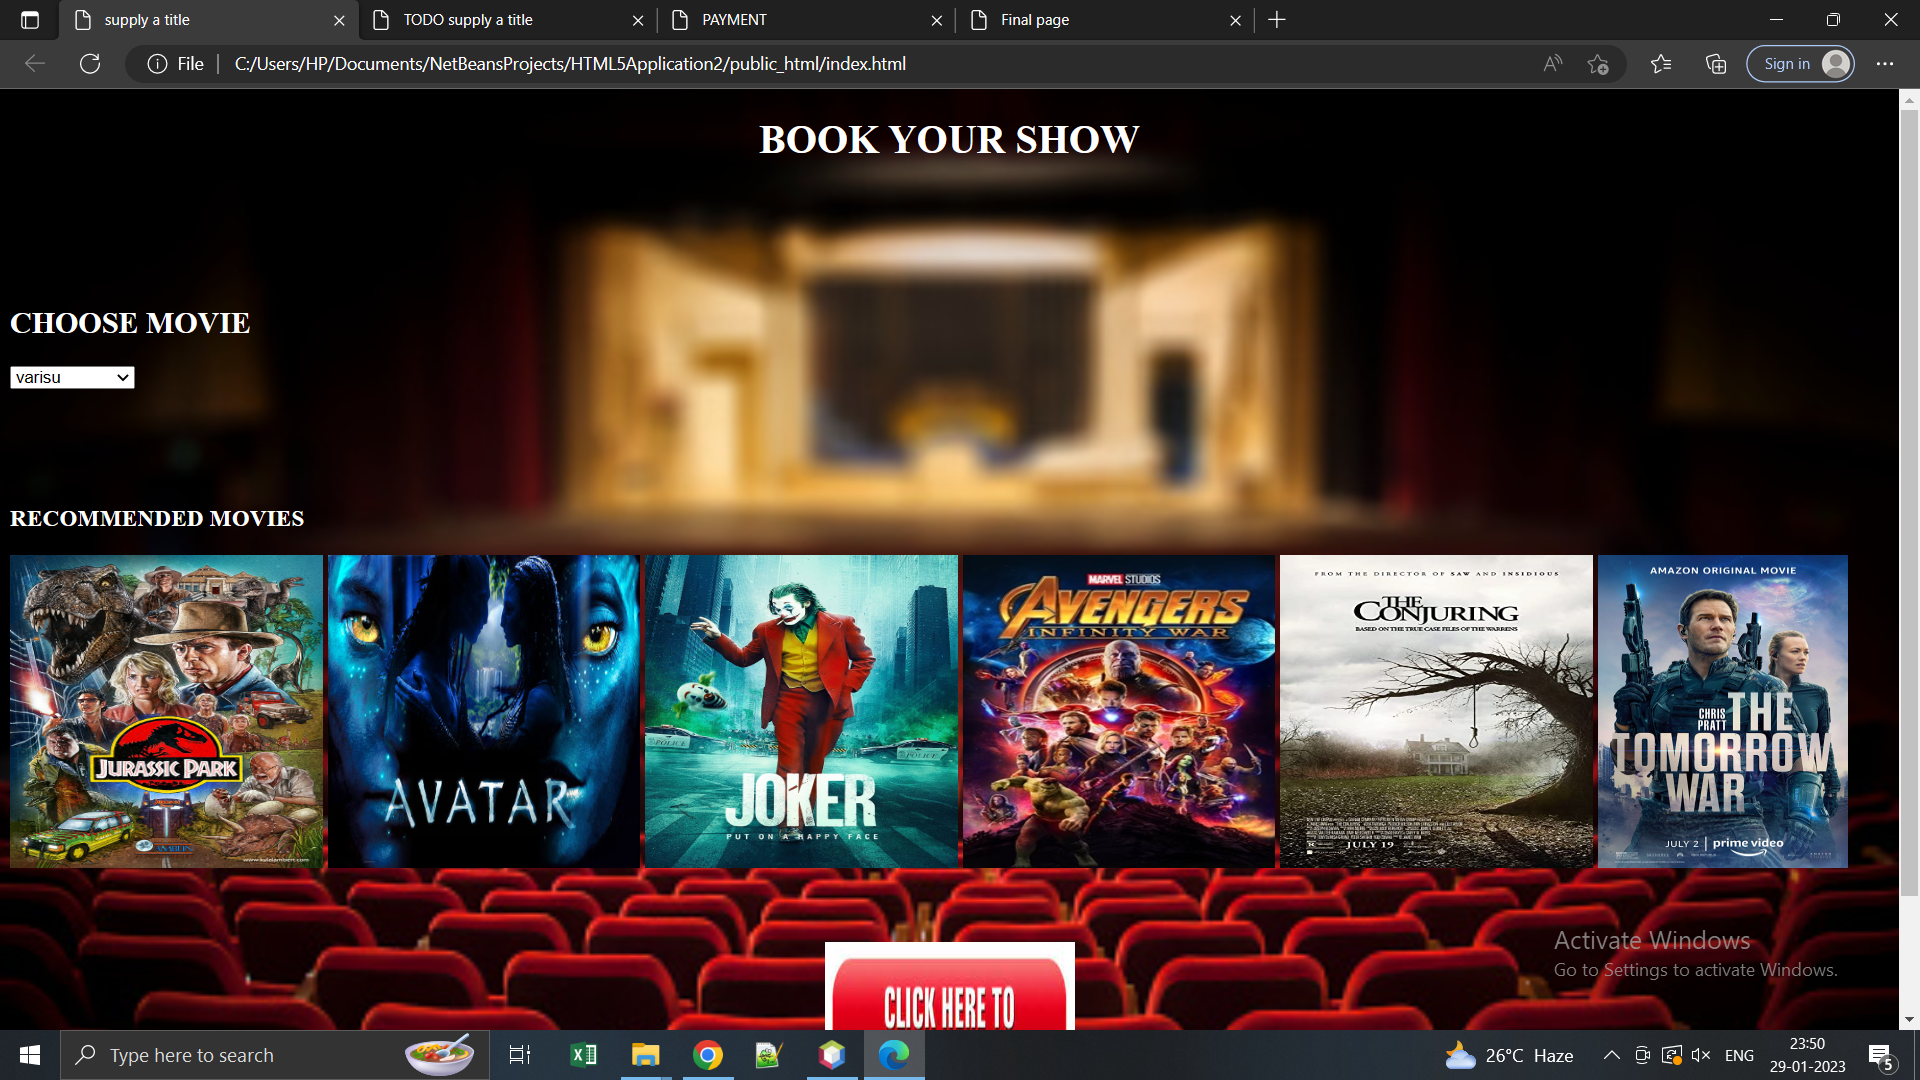 supply a title
TODO supply a title
PAYMENT
Final page
File
C:/Users/HP/Documents/NetBeansProjects/HTML5Application2/public_html/index.html
Sign in
BOOK YOUR SHOW
CHOOSE MOVIE
varisu
RECOMMENDED MOVIES
JURASSIC PARK
AVATAR
JOKER
PUT ON A HAPPY FACE
MARVEL STUDIOS
AVENGERS
INFINITY WAR
FROM THE DIRECTOR OF SAW AND INSIDIOUS
THE
CONJURING
BASED ON THE TRUE CASE FILES OF THE WARRENS
JULY 19
AMAZON ORIGINAL MOVIE
CHRIS PRATT
THE
TOMORROW
WAR
JULY 2 | prime video
POLICE
POLICE
CLICK HERE TO
Activate Windows
Go to Settings to activate Windows.
Type here to search
26°C Haze
ENG
23:50
29-01-2023
5